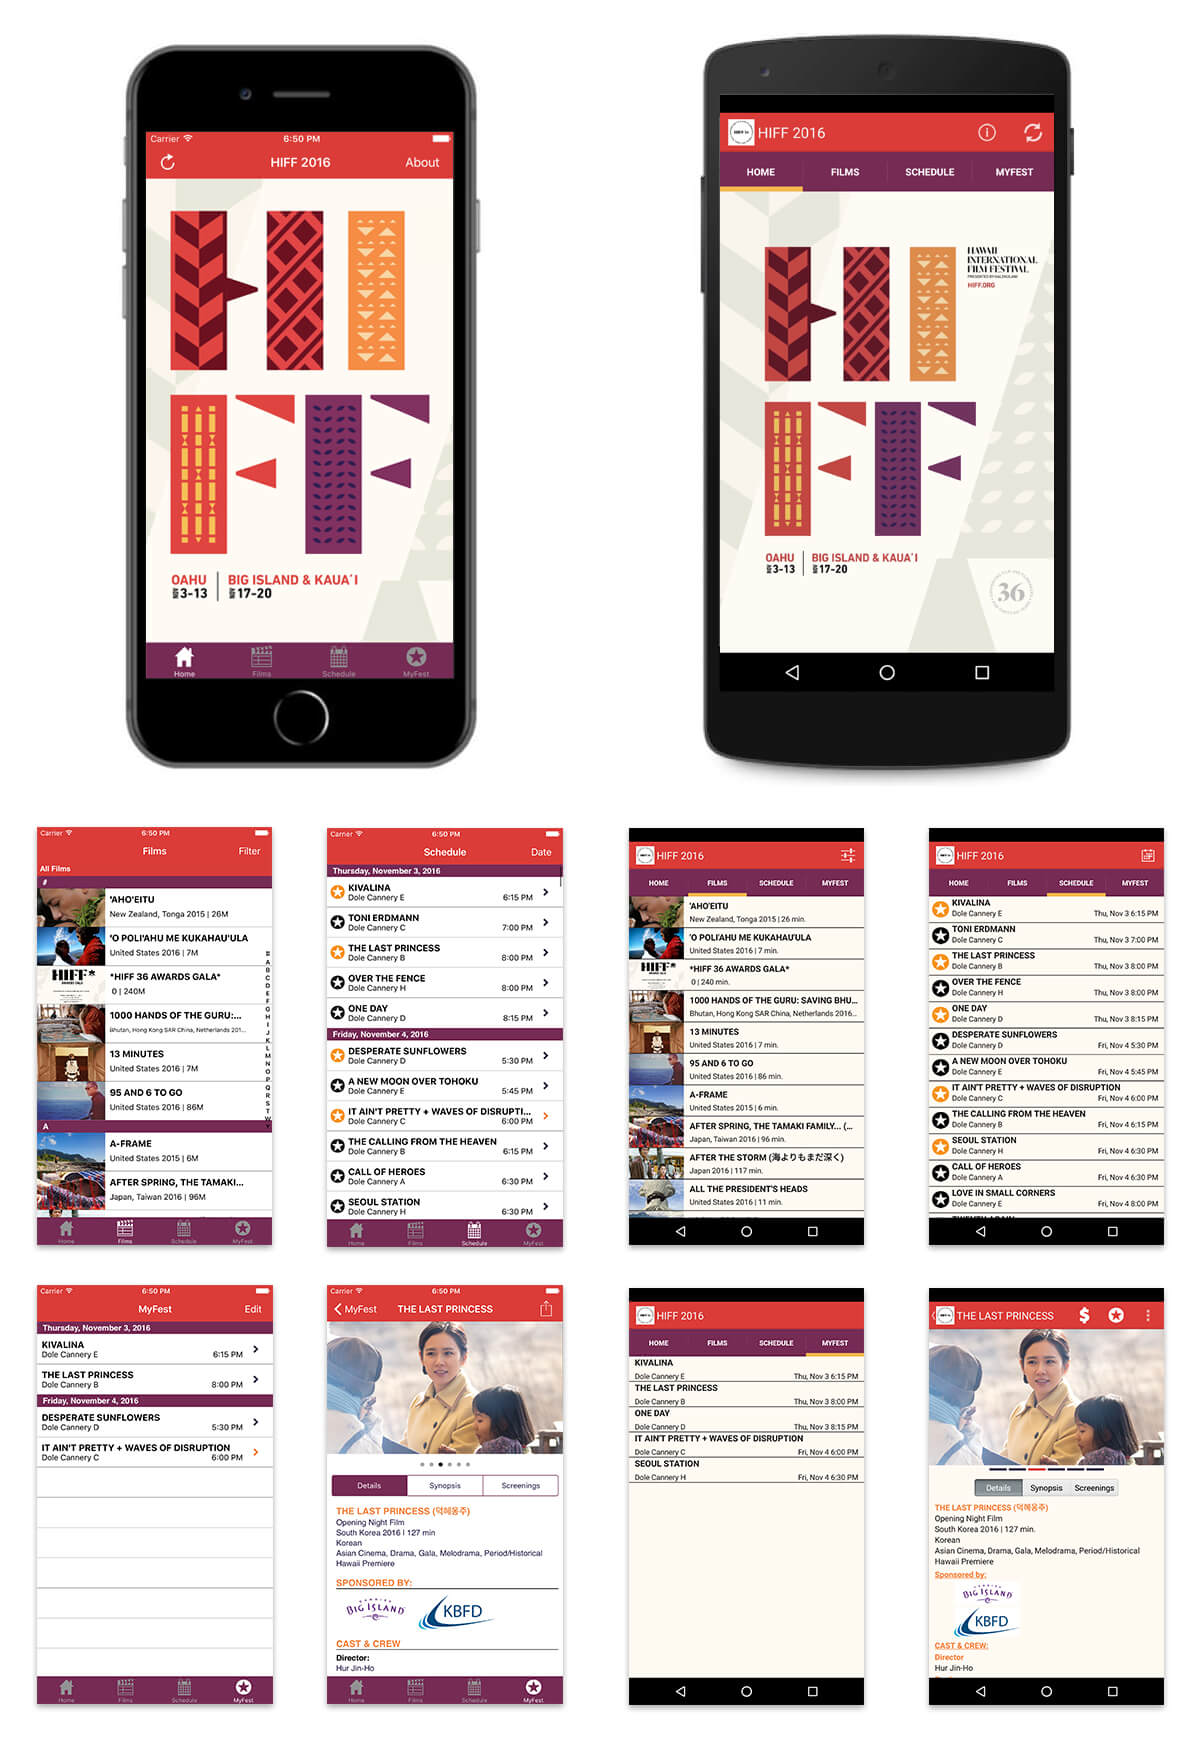 Carrier 6:50 PM
HIFF 2016 About
OAHU BIG ISLAND & KAUA'I
NOV 3-13 NOV 17-20
Home Films Schedule MyFest
HIFF 2016
HOME FILMS SCHEDULE MYFEST
HAWAII
INTERNATIONAL
FILM FESTIVAL
HIFF.ORG
OAHU BIG ISLAND & KAUA'I
NOV 3-13 NOV 17-20
36
Carrier 6:50 PM
Films Filter
All Films
#
'AHO'EITU
New Zealand, Tonga 2015 | 26M
'O POLI'AHU ME KUKAHAU'ULA
United States 2016 | 7M
HIFF*
*HIFF 36 AWARDS GALA*
0 | 240M
1000 HANDS OF THE GURU:...
Bhutan, Hong Kong SAR China, Netherlands 201...
13 MINUTES
United States 2016 | 7M
95 AND 6 TO GO
United States 2016 | 86M
A
A-FRAME
United States 2015 | 6M
AFTER SPRING, THE TAMAKI...
Japan, Taiwan 2016 | 96M
#
A
B
C
D
E
F
G
H
I
J
K
L
M
N
O
P
Q
R
S
T
W
Home Films Schedule MyFest
Carrier 6:50 PM
Schedule Date
Thursday, November 3, 2016
KIVALINA
Dole Cannery E 6:15 PM
TONI ERDMANN
Dole Cannery C 7:00 PM
THE LAST PRINCESS
Dole Cannery B 8:00 PM
OVER THE FENCE
Dole Cannery H 8:00 PM
ONE DAY
Dole Cannery D 8:15 PM
Friday, November 4, 2016
DESPERATE SUNFLOWERS
Dole Cannery D 5:30 PM
A NEW MOON OVER TOHOKU
Dole Cannery E 5:45 PM
IT AIN'T PRETTY + WAVES OF DISRUPTI...
Dole Cannery C 6:00 PM
THE CALLING FROM THE HEAVEN
Dole Cannery B 6:15 PM
CALL OF HEROES
Dole Cannery A 6:30 PM
SEOUL STATION
Dole Cannery H 6:30 PM
Home Films Schedule MyFest
HIFF 2016
HOME FILMS SCHEDULE MYFEST
'AHO'EITU
New Zealand, Tonga 2015 | 26 min.
'O POLI'AHU ME KUKAHAU'ULA
United States 2016 | 7 min.
HIFF*
*HIFF 36 AWARDS GALA*
0 | 240 min.
1000 HANDS OF THE GURU: SAVING BHU...
Bhutan, Hong Kong SAR China, Netherlands 2016...
13 MINUTES
United States 2016 | 7 min.
95 AND 6 TO GO
United States 2016 | 86 min.
A-FRAME
United States 2015 | 6 min.
AFTER SPRING, THE TAMAKI FAMILY... (...
Japan, Taiwan 2016 | 96 min.
AFTER THE STORM (海よりもまだ深く)
Japan 2016 | 117 min.
ALL THE PRESIDENT'S HEADS
United States 2016 | 11 min.
HIFF 2016
HOME FILMS SCHEDULE MYFEST
KIVALINA
Dole Cannery E Thu, Nov 3 6:15 PM
TONI ERDMANN
Dole Cannery C Thu, Nov 3 7:00 PM
THE LAST PRINCESS
Dole Cannery B Thu, Nov 3 8:00 PM
OVER THE FENCE
Dole Cannery H Thu, Nov 3 8:00 PM
ONE DAY
Dole Cannery D Thu, Nov 3 8:15 PM
DESPERATE SUNFLOWERS
Dole Cannery D Fri, Nov 4 5:30 PM
A NEW MOON OVER TOHOKU
Dole Cannery E Fri, Nov 4 5:45 PM
IT AIN'T PRETTY + WAVES OF DISRUPTION
Dole Cannery C Fri, Nov 4 6:00 PM
THE CALLING FROM THE HEAVEN
Dole Cannery B Fri, Nov 4 6:15 PM
SEOUL STATION
Dole Cannery H Fri, Nov 4 6:30 PM
CALL OF HEROES
Dole Cannery A Fri, Nov 4 6:30 PM
LOVE IN SMALL CORNERS
Dole Cannery E Fri, Nov 4 8:00 PM
Carrier 6:50 PM
MyFest Edit
Thursday, November 3, 2016
KIVALINA
Dole Cannery E 6:15 PM
THE LAST PRINCESS
Dole Cannery B 8:00 PM
Friday, November 4, 2016
DESPERATE SUNFLOWERS
Dole Cannery D 5:30 PM
IT AIN'T PRETTY + WAVES OF DISRUPTION
Dole Cannery C 6:00 PM
Home Films Schedule MyFest
Carrier 6:50 PM
MyFest THE LAST PRINCESS
Details Synopsis Screenings
THE LAST PRINCESS (덕혜옹주)
Opening Night Film
South Korea 2016 | 127 min
Korean
Asian Cinema, Drama, Gala, Melodrama, Period/Historical
Hawaii Premiere
SPONSORED BY:
BIG ISLAND KBFD
CAST & CREW
Director:
Hur Jin-Ho
Home Films Schedule MyFest
HIFF 2016
HOME FILMS SCHEDULE MYFEST
KIVALINA
Dole Cannery E Thu, Nov 3 6:15 PM
THE LAST PRINCESS
Dole Cannery B Thu, Nov 3 8:00 PM
ONE DAY
Dole Cannery D Thu, Nov 3 8:15 PM
IT AIN'T PRETTY + WAVES OF DISRUPTION
Dole Cannery C Fri, Nov 4 6:00 PM
SEOUL STATION
Dole Cannery H Fri, Nov 4 6:30 PM
THE LAST PRINCESS $
Details Synopsis Screenings
THE LAST PRINCESS (덕혜옹주)
Opening Night Film
South Korea 2016 | 127 min.
Korean
Asian Cinema, Drama, Gala, Melodrama, Period/Historical
Hawaii Premiere
Sponsored by:
BIG ISLAND
KBFD
CAST & CREW:
Director
Hur Jin-Ho